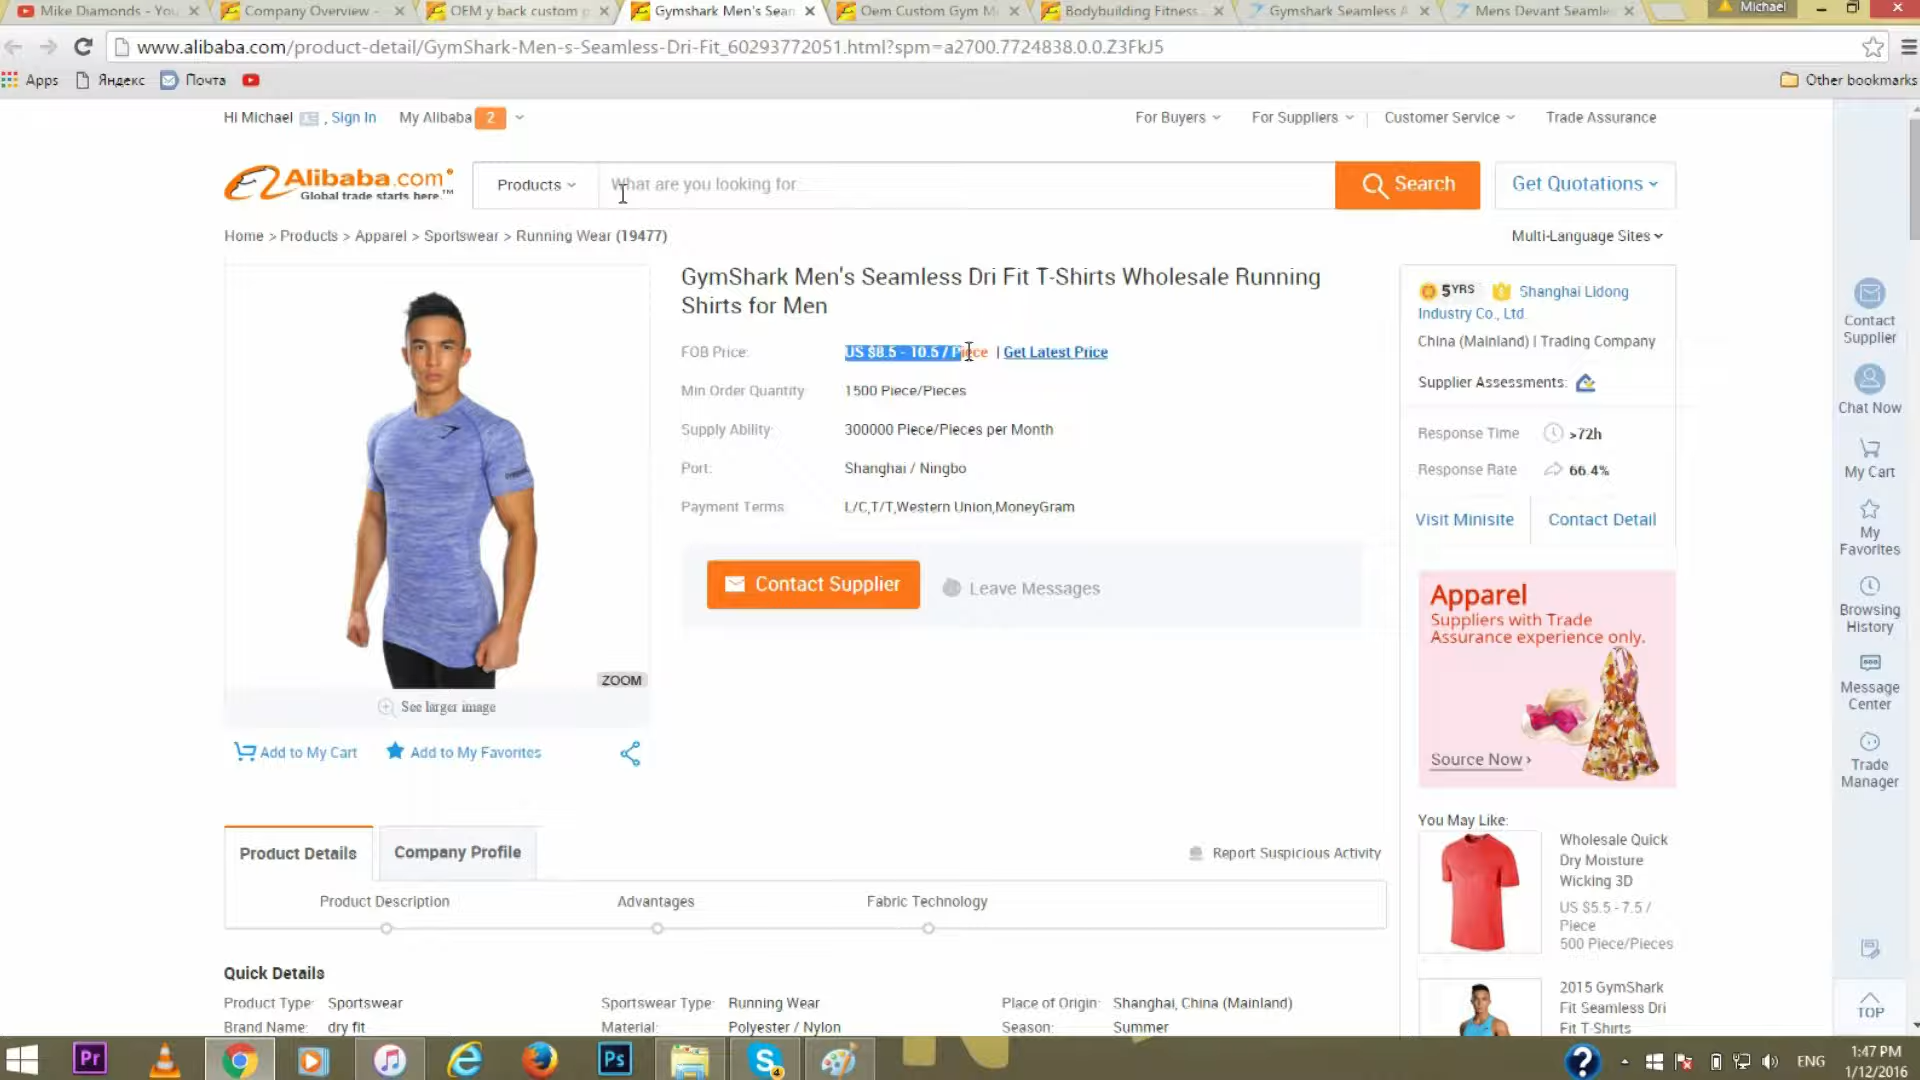 Mike Diamonds - You
Company Overview -
OEM y back custom p
Gymshark Men's Sean
Oem Custom Gym M
Bodybuilding Fitness
Gymshark Seamless A
Mens Devant Seamle
Michael
www.alibaba.com/product-detail/GymShark-Men-s-Seamless-Dri-Fit_60293772051.html?spm=a2700.7724838.0.0.Z3FkJ5
Apps Яндекс Почта Other bookmarks
Hi Michael , Sign In My Alibaba 2
For Buyers For Suppliers Customer Service Trade Assurance
Alibaba.com
Global trade starts here.™
Products
What are you looking for...
Search
Get Quotations
Home > Products > Apparel > Sportswear > Running Wear (19477)
Multi-Language Sites
GymShark Men's Seamless Dri Fit T-Shirts Wholesale Running
Shirts for Men
FOB Price: US $8.5 - 10.5 / Piece | Get Latest Price
Min Order Quantity: 1500 Piece/Pieces
Supply Ability: 300000 Piece/Pieces per Month
Port: Shanghai / Ningbo
Payment Terms: L/C,T/T,Western Union,MoneyGram
Contact Supplier
Leave Messages
ZOOM
See larger image
Add to My Cart
Add to My Favorites
5 YRS Shanghai Lidong
Industry Co., Ltd.
China (Mainland) | Trading Company
Supplier Assessments:
Response Time >72h
Response Rate 66.4%
Visit Minisite
Contact Detail
Apparel
Suppliers with Trade
Assurance experience only.
Source Now ›
You May Like:
Wholesale Quick
Dry Moisture
Wicking 3D
US $5.5 - 7.5 /
Piece
500 Piece/Pieces
2015 GymShark
Fit Seamless Dri
Fit T-Shirts
Contact
Supplier
Chat Now
My Cart
My
Favorites
Browsing
History
Message
Center
Trade
Manager
TOP
Product Details
Company Profile
Report Suspicious Activity
Product Description
Advantages
Fabric Technology
Quick Details
Product Type: Sportswear
Sportswear Type: Running Wear
Place of Origin: Shanghai, China (Mainland)
Brand Name: dry fit
Material: Polyester / Nylon
Season: Summer
Pr
Ps
4
ENG
1:47 PM
1/12/2016